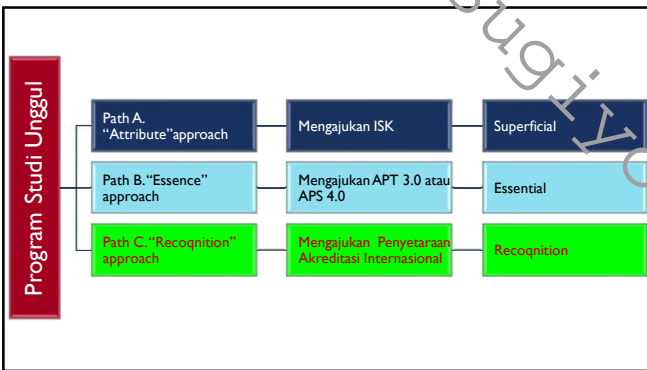 Program Studi Unggul
Path A.
"Attribute"approach
Mengajukan ISK
Superficial
Path B. "Essence"
approach
Mengajukan APT 3.0 atau
APS 4.0
Essential
Path C. "Recoqnition"
approach
Mengajukan Penyetaraan
Akreditasi Internasional
Recoqnition
sugiyo